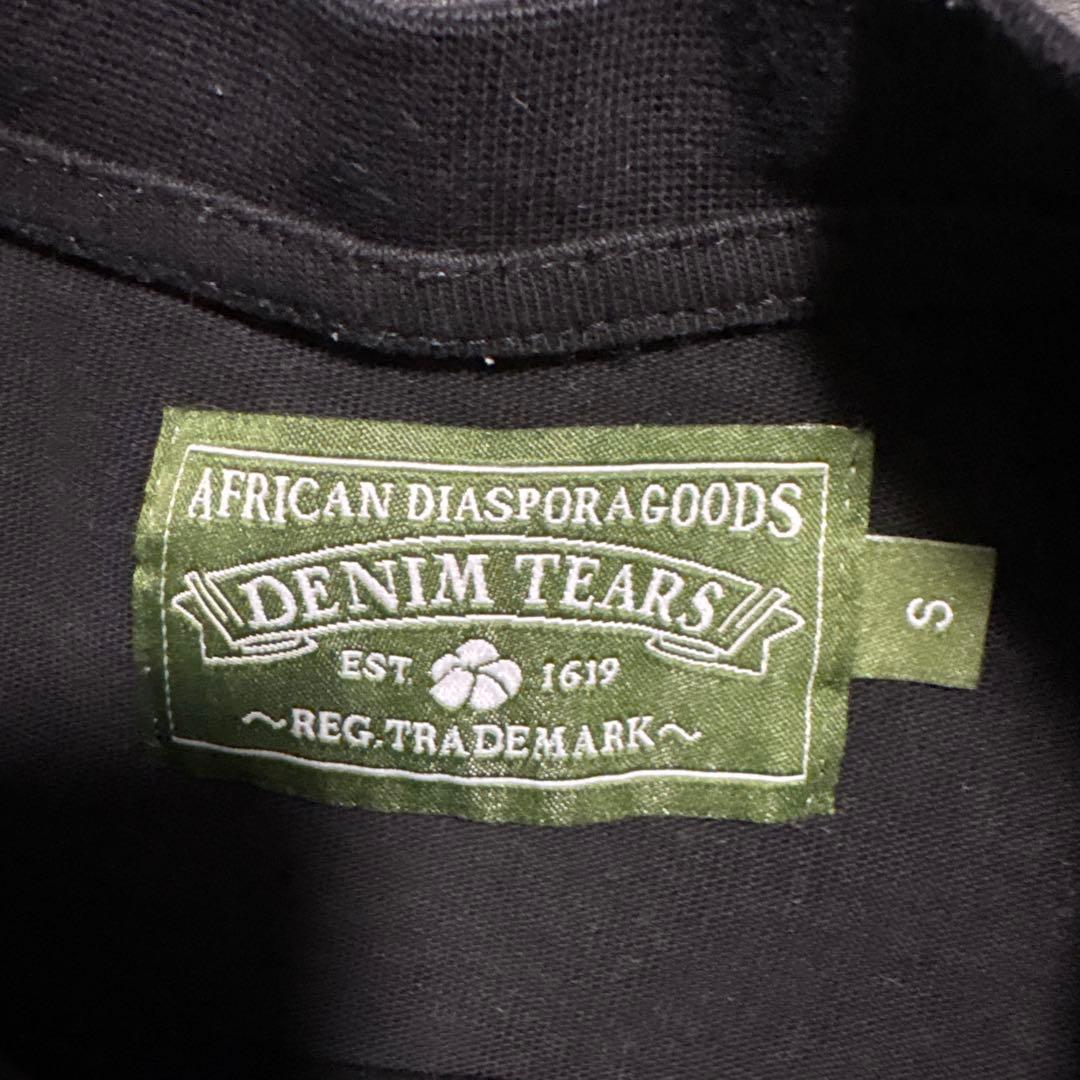 AFRICAN DIASPORA GOODS
DENIM TEARS
EST. 1619
~REG. TRADEMARK~
S